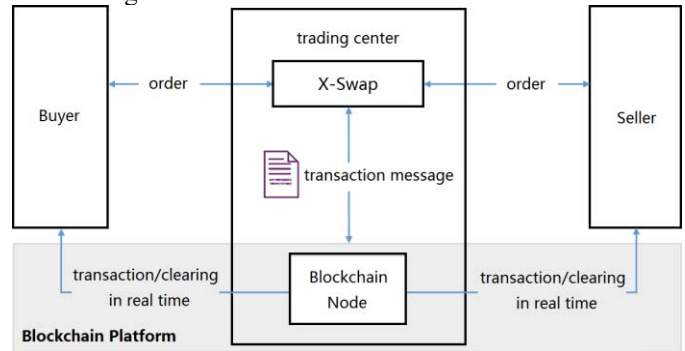 trading center
order
X-Swap
order
Buyer
Seller
transaction message
transaction/clearing
in real time
Blockchain
Node
transaction/clearing
in real time
Blockchain Platform